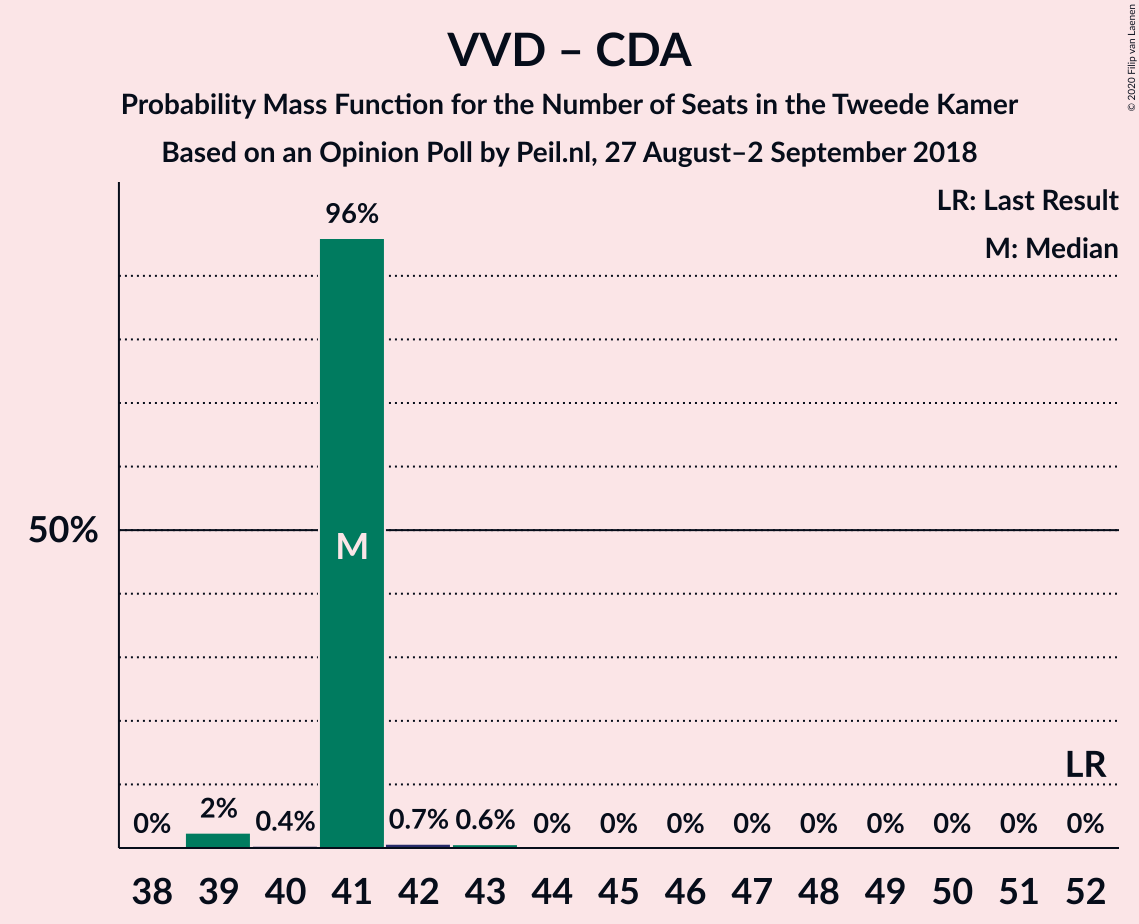 VVD – CDA
Probability Mass Function for the Number of Seats in the Tweede Kamer
Based on an Opinion Poll by Peil.nl, 27 August–2 September 2018
© 2020 Filip van Laenen
LR: Last Result
M: Median
96%
50%
M
LR
0% 2% 0.4% 0.7% 0.6% 0% 0% 0% 0% 0% 0% 0% 0% 0%
38 39 40 41 42 43 44 45 46 47 48 49 50 51 52